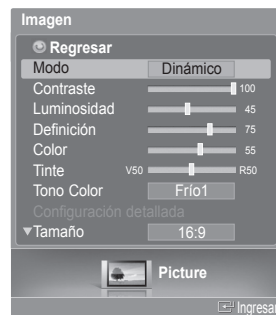 Imagen
Regresar
Modo Dinámico
Contraste 100
Luminosidad 45
Definición 75
Color 55
Tinte V50 R50
Tono Color Frío1
Configuración detallada
▼Tamaño 16:9
Picture
Ingresar